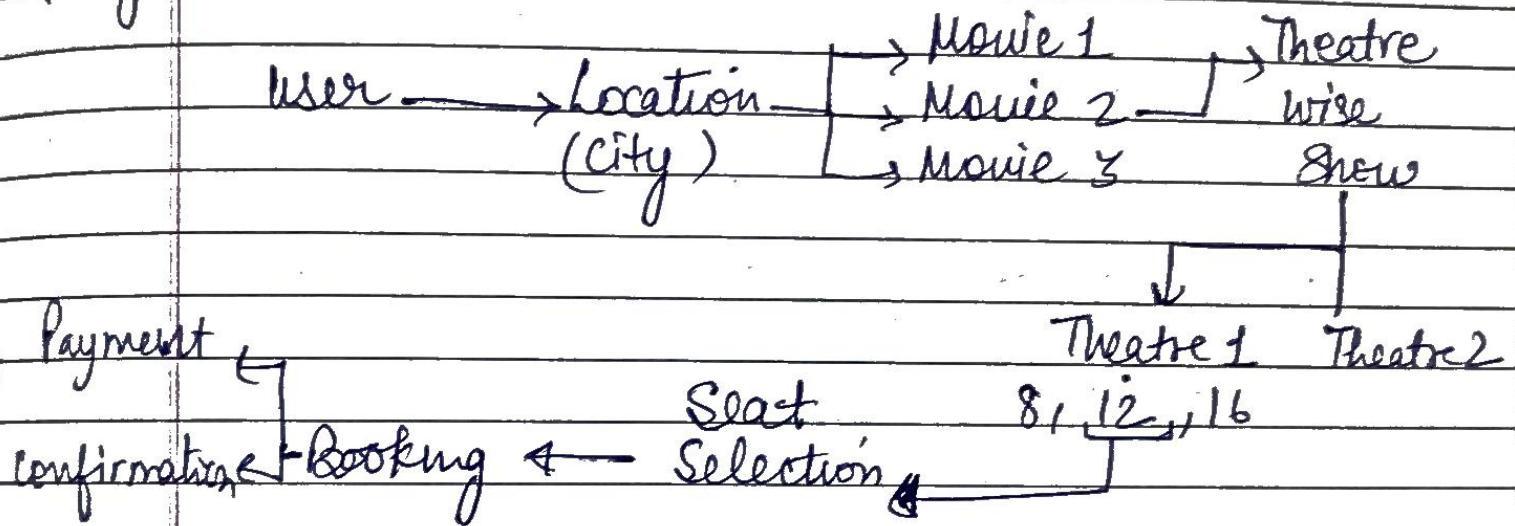 User → Location → Movie 1 → Theatre
(City) Movie 2 wise
Movie 3 Show
Theatre 1 Theatre 2
Payment
Seat 8, 12, 16
Confirmation Booking ← Selection